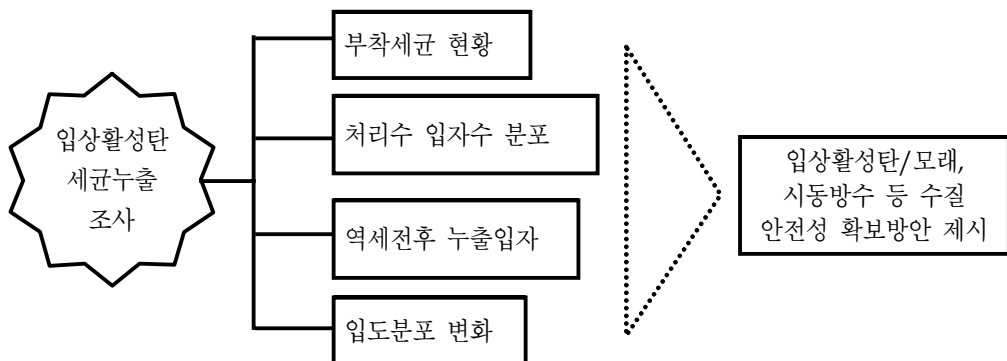 입상활성탄
세균누출
조사
부착세균 현황
처리수 입자수 분포
역세전후 누출입자
입도분포 변화
입상활성탄/모래,
시동방수 등 수질
안전성 확보방안 제시